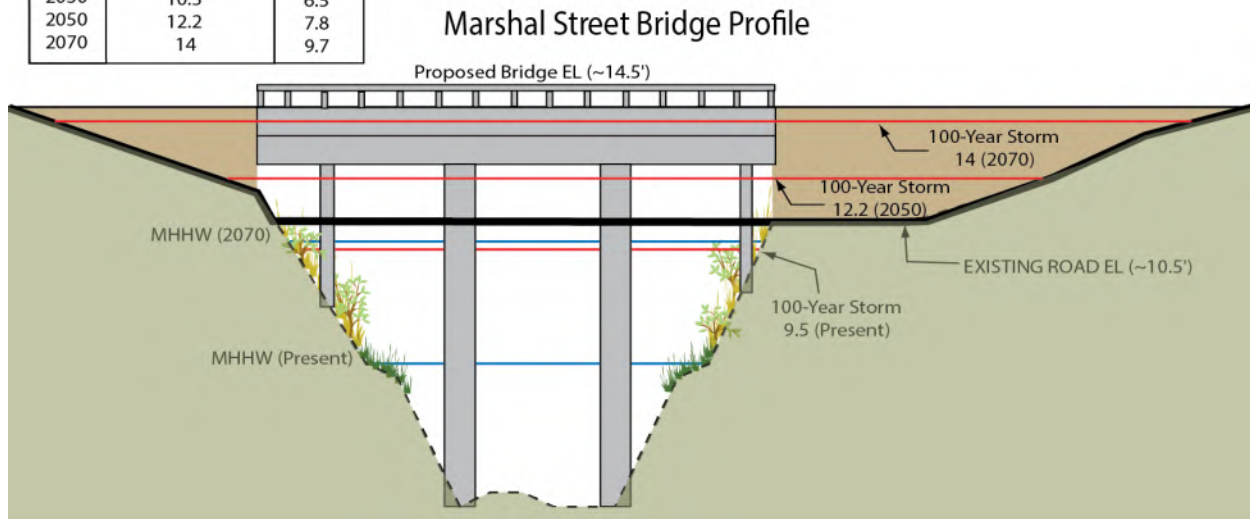 2050 12.2 7.8
2070 14 9.7
Marshal Street Bridge Profile
Proposed Bridge EL (~14.5')
100-Year Storm
14 (2070)
100-Year Storm
12.2 (2050)
MHHW (2070)
EXISTING ROAD EL (~10.5')
100-Year Storm
9.5 (Present)
MHHW (Present)